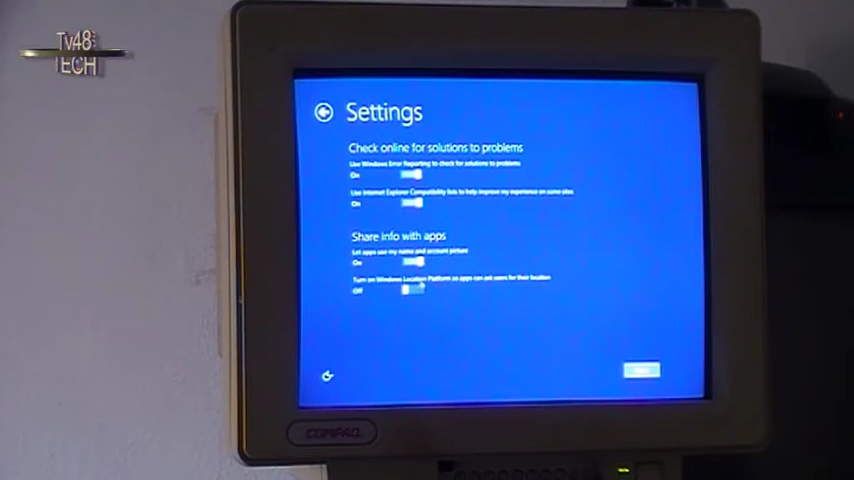 Tv48
TECH
Settings
Check online for solutions to problems
Use Windows Error Reporting to check for solutions to problems
On
Use Internet Explorer Compatibility lists to help improve my experience on some sites
On
Share info with apps
Let apps use my name and account picture
On
Turn on Windows Location Platform so apps can ask users for their location
Off
COMPAQ